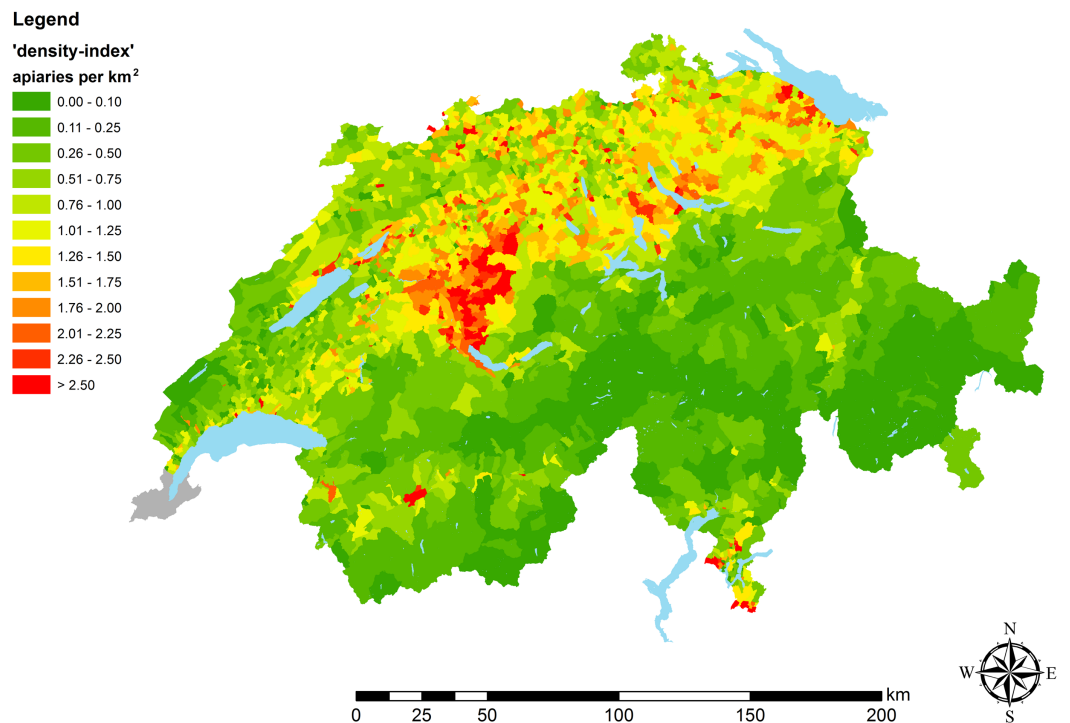 Legend
'density-index'
apiaries per km²
0.00 - 0.10
0.11 - 0.25
0.26 - 0.50
0.51 - 0.75
0.76 - 1.00
1.01 - 1.25
1.26 - 1.50
1.51 - 1.75
1.76 - 2.00
2.01 - 2.25
2.26 - 2.50
> 2.50
N
W E
S
km
0 25 50 100 150 200